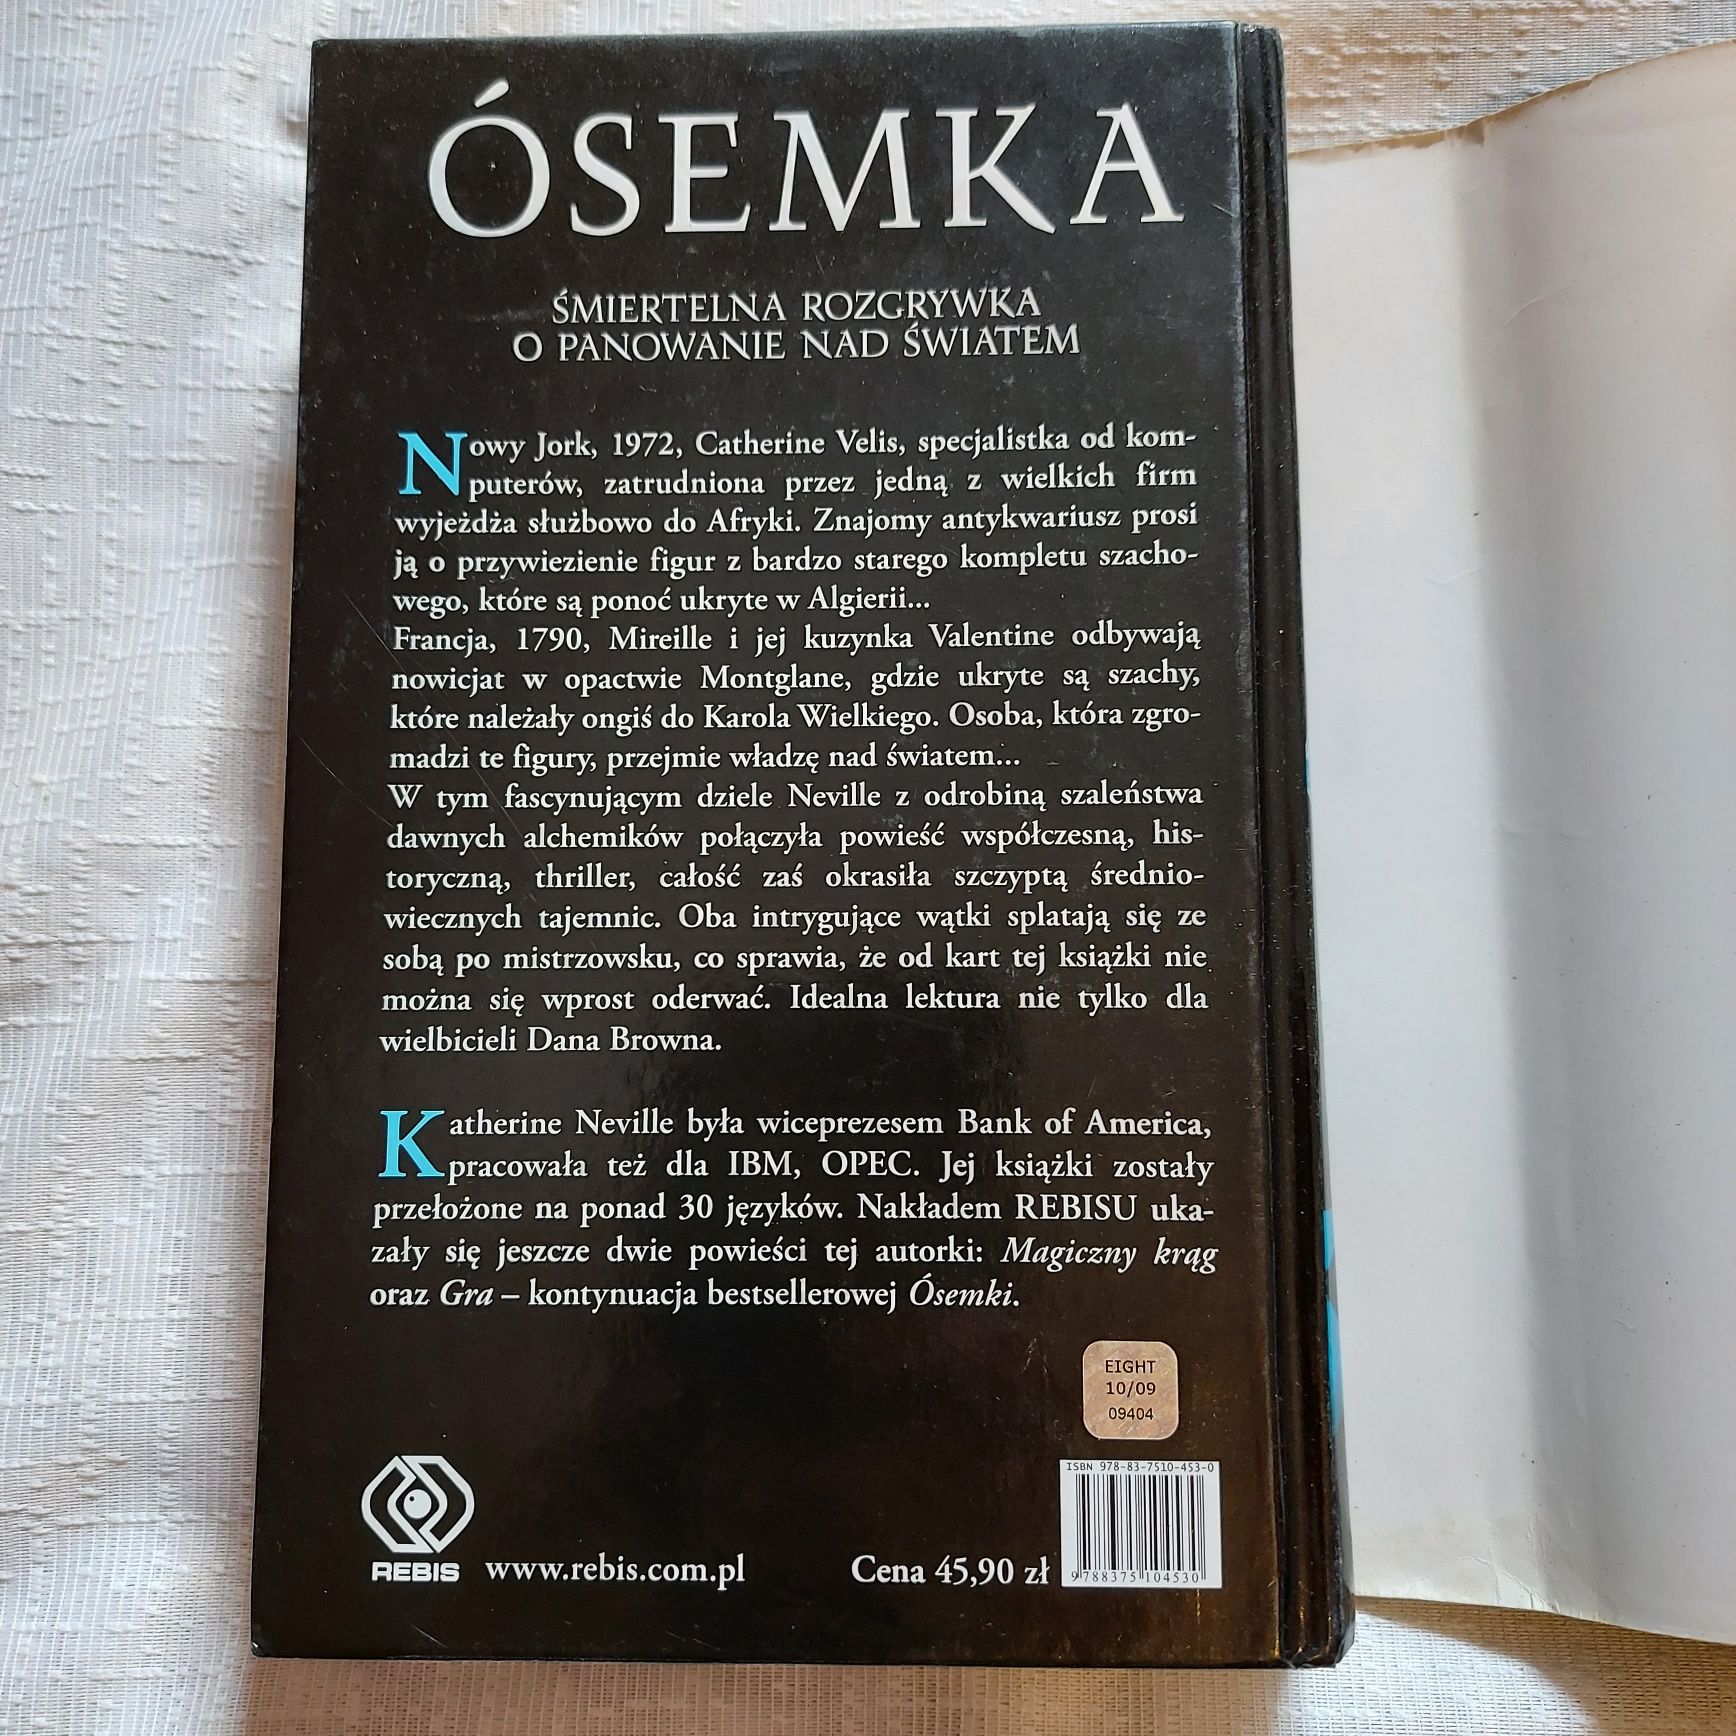 ÓSEMKA
ŚMIERTELNA ROZGRYWKA
O PANOWANIE NAD ŚWIATEM
Nowy Jork, 1972, Catherine Velis, specjalistka od kom-
puterów, zatrudniona przez jedną z wielkich firm
wyjeżdża służbowo do Afryki. Znajomy antykwariusz prosi
ją o przywiezienie figur z bardzo starego kompletu szacho-
wego, które są ponoć ukryte w Algierii...
Francja, 1790, Mireille i jej kuzynka Valentine odbywają
nowicjat w opactwie Montglane, gdzie ukryte są szachy,
które należały ongiś do Karola Wielkiego. Osoba, która zgro-
madzi te figury, przejmie władzę nad światem...
W tym fascynującym dziele Neville z odrobiną szaleństwa
dawnych alchemików połączyła powieść współczesną, his-
toryczną, thriller, całość zaś okrasiła szczyptą średnio-
wiecznych tajemnic. Oba intrygujące wątki splatają się ze
sobą po mistrzowsku, co sprawia, że od kart tej książki nie
można się wprost oderwać. Idealna lektura nie tylko dla
wielbicieli Dana Browna.
Katherine Neville była wiceprezesem Bank of America,
pracowała też dla IBM, OPEC. Jej książki zostały
przełożone na ponad 30 języków. Nakładem REBISU uka-
zały się jeszcze dwie powieści tej autorki: Magiczny krąg
oraz Gra – kontynuacja bestsellerowej Ósemki.
EIGHT
10/09
09404
ISBN 978-83-7510-453-0
9788375104530
REBIS
www.rebis.com.pl
Cena 45,90 zł